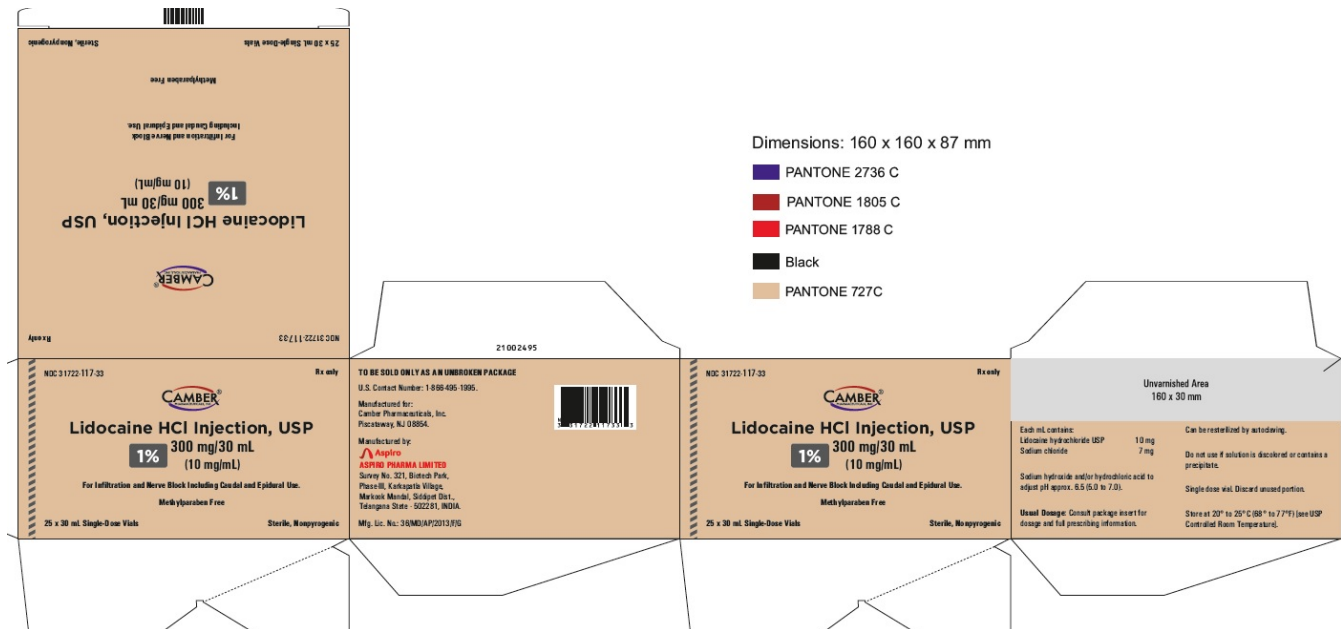 Sterile, Nonpyrogenic
25 x 30 mL Single-Dose Vials
Methylparaben Free
For Infiltration and Nerve Block
Including Caudal and Epidural Use.
300 mg/30 mL
(10 mg/mL)
1%
Lidocaine HCl Injection, USP
CAMBER®
Rx only
NDC 31722-117-33
Dimensions: 160 x 160 x 87 mm
PANTONE 2736 C
PANTONE 1805 C
PANTONE 1788 C
Black
PANTONE 727C
21002495
NDC 31722-117-33
Rx only
CAMBER®
Lidocaine HCl Injection, USP
1%
300 mg/30 mL
(10 mg/mL)
For Infiltration and Nerve Block Including Caudal and Epidural Use.
Methylparaben Free
25 x 30 mL Single-Dose Vials
Sterile, Nonpyrogenic
TO BE SOLD ONLY AS AN UNBROKEN PACKAGE
U.S. Contact Number: 1-866-495-1995.
Manufactured for:
Camber Pharmaceuticals, Inc.
Piscataway, NJ 08854.
Manufactured by:
Aspiro
ASPIRO PHARMA LIMITED
Survey No. 321, Biotech Park,
Phase-III, Karkapatla Village,
Markook Mandal, Siddipet Dist.,
Telangana State - 502281, INDIA.
Mfg. Lic. No.: 36/MD/AP/2013/F/G
NDC 31722-117-33
Rx only
CAMBER®
Lidocaine HCl Injection, USP
1%
300 mg/30 mL
(10 mg/mL)
For Infiltration and Nerve Block Including Caudal and Epidural Use.
Methylparaben Free
25 x 30 mL Single-Dose Vials
Sterile, Nonpyrogenic
Unvarnished Area
160 x 30 mm
Each mL contains:
Lidocaine hydrochloride USP 10 mg
Sodium chloride 7 mg
Sodium hydroxide and/or hydrochloric acid to
adjust pH approx. 6.5 (5.0 to 7.0).
Usual Dosage: Consult package insert for
dosage and full prescribing information.
Can be resterilized by autoclaving.
Do not use if solution is discolored or contains a
precipitate.
Single dose vial. Discard unused portion.
Store at 20° to 25°C (68° to 77°F) [see USP
Controlled Room Temperature].